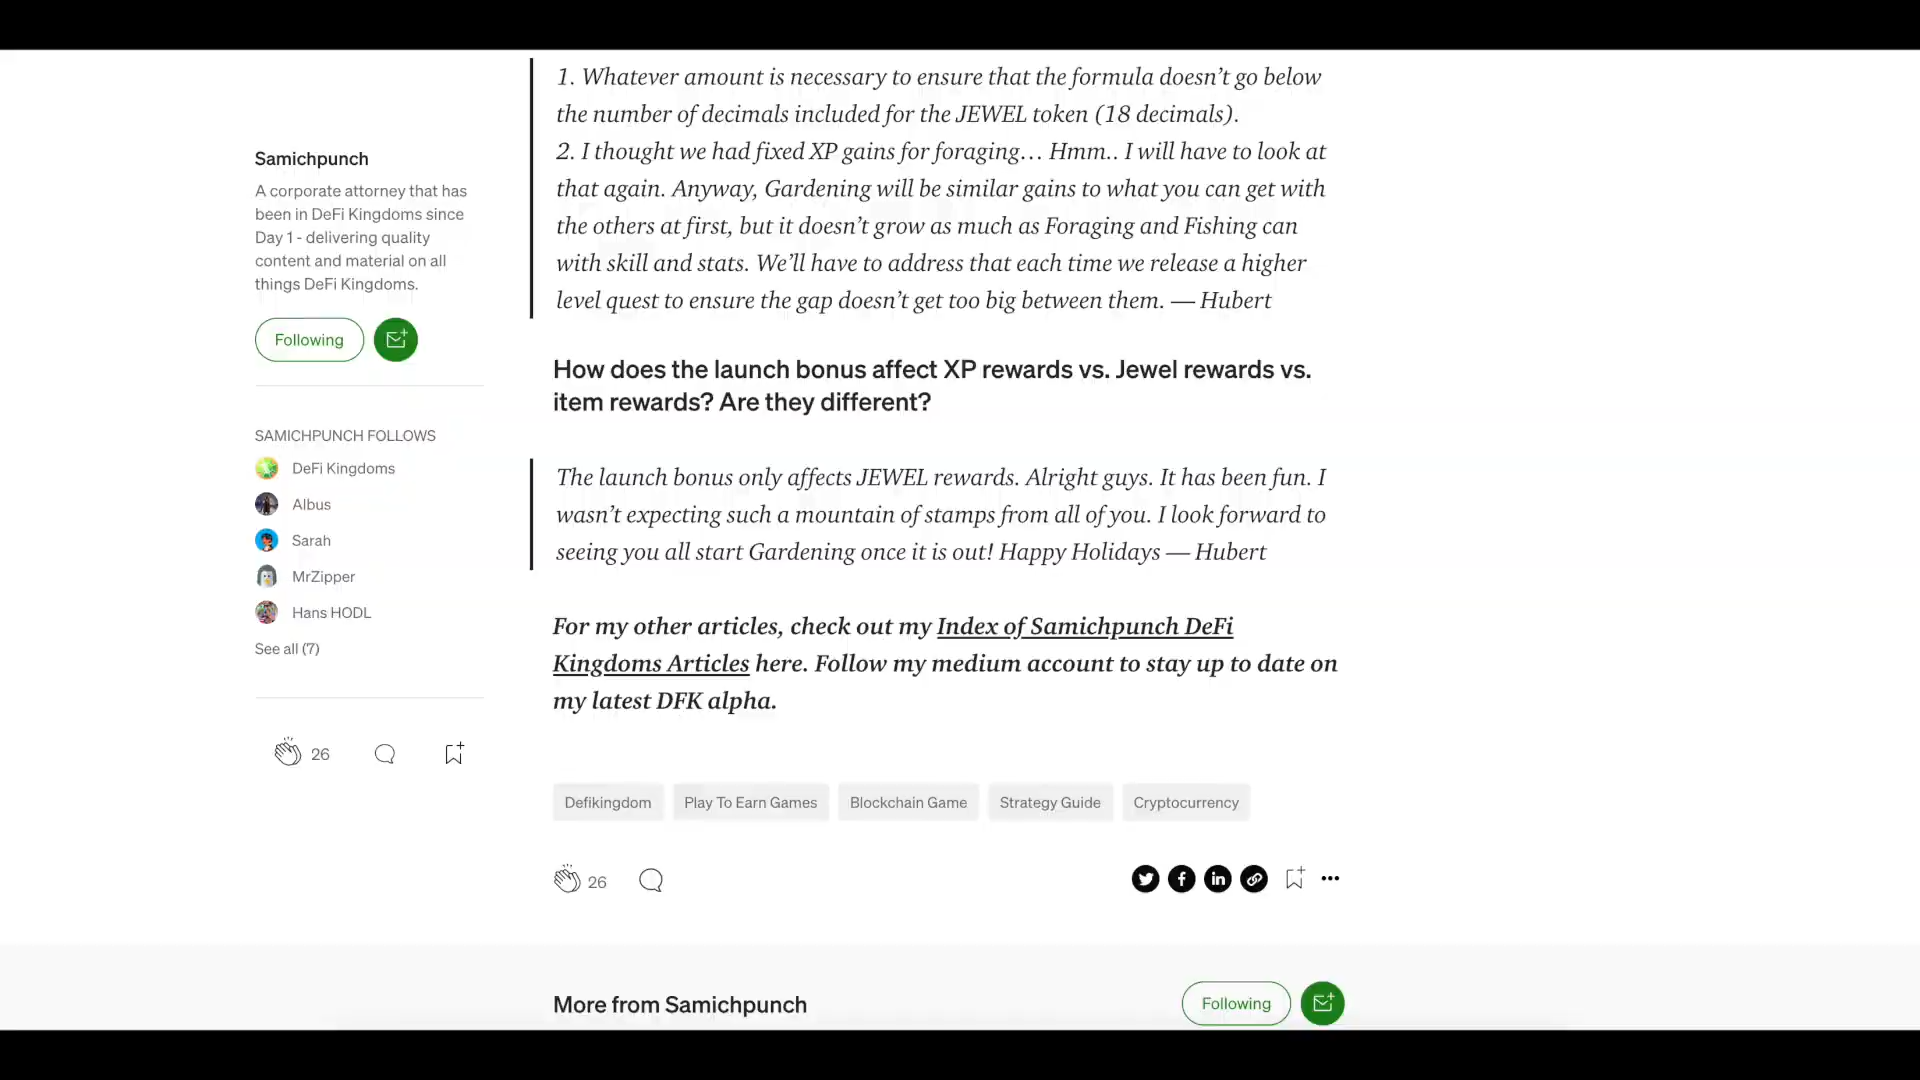 Samichpunch
A corporate attorney that has
been in DeFi Kingdoms since
Day 1 - delivering quality
content and material on all
things DeFi Kingdoms.
Following
SAMICHPUNCH FOLLOWS
DeFi Kingdoms
Albus
Sarah
MrZipper
Hans HODL
See all (7)
26
1. Whatever amount is necessary to ensure that the formula doesn’t go below
the number of decimals included for the JEWEL token (18 decimals).
2. I thought we had fixed XP gains for foraging… Hmm.. I will have to look at
that again. Anyway, Gardening will be similar gains to what you can get with
the others at first, but it doesn’t grow as much as Foraging and Fishing can
with skill and stats. We’ll have to address that each time we release a higher
level quest to ensure the gap doesn’t get too big between them. — Hubert
How does the launch bonus affect XP rewards vs. Jewel rewards vs.
item rewards? Are they different?
The launch bonus only affects JEWEL rewards. Alright guys. It has been fun. I
wasn’t expecting such a mountain of stamps from all of you. I look forward to
seeing you all start Gardening once it is out! Happy Holidays — Hubert
For my other articles, check out my Index of Samichpunch DeFi
Kingdoms Articles here. Follow my medium account to stay up to date on
my latest DFK alpha.
Defikingdom Play To Earn Games Blockchain Game Strategy Guide Cryptocurrency
26
More from Samichpunch Following